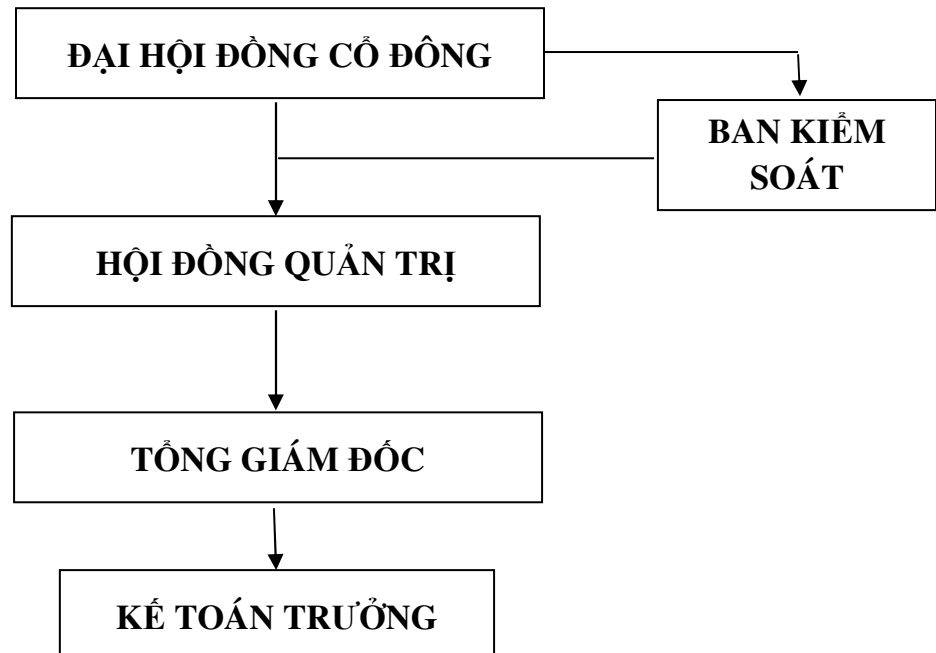 ĐẠI HỘI ĐỒNG CỔ ĐÔNG
BAN KIỂM
SOÁT
HỘI ĐỒNG QUẢN TRỊ
TỔNG GIÁM ĐỐC
KẾ TOÁN TRƯỞNG